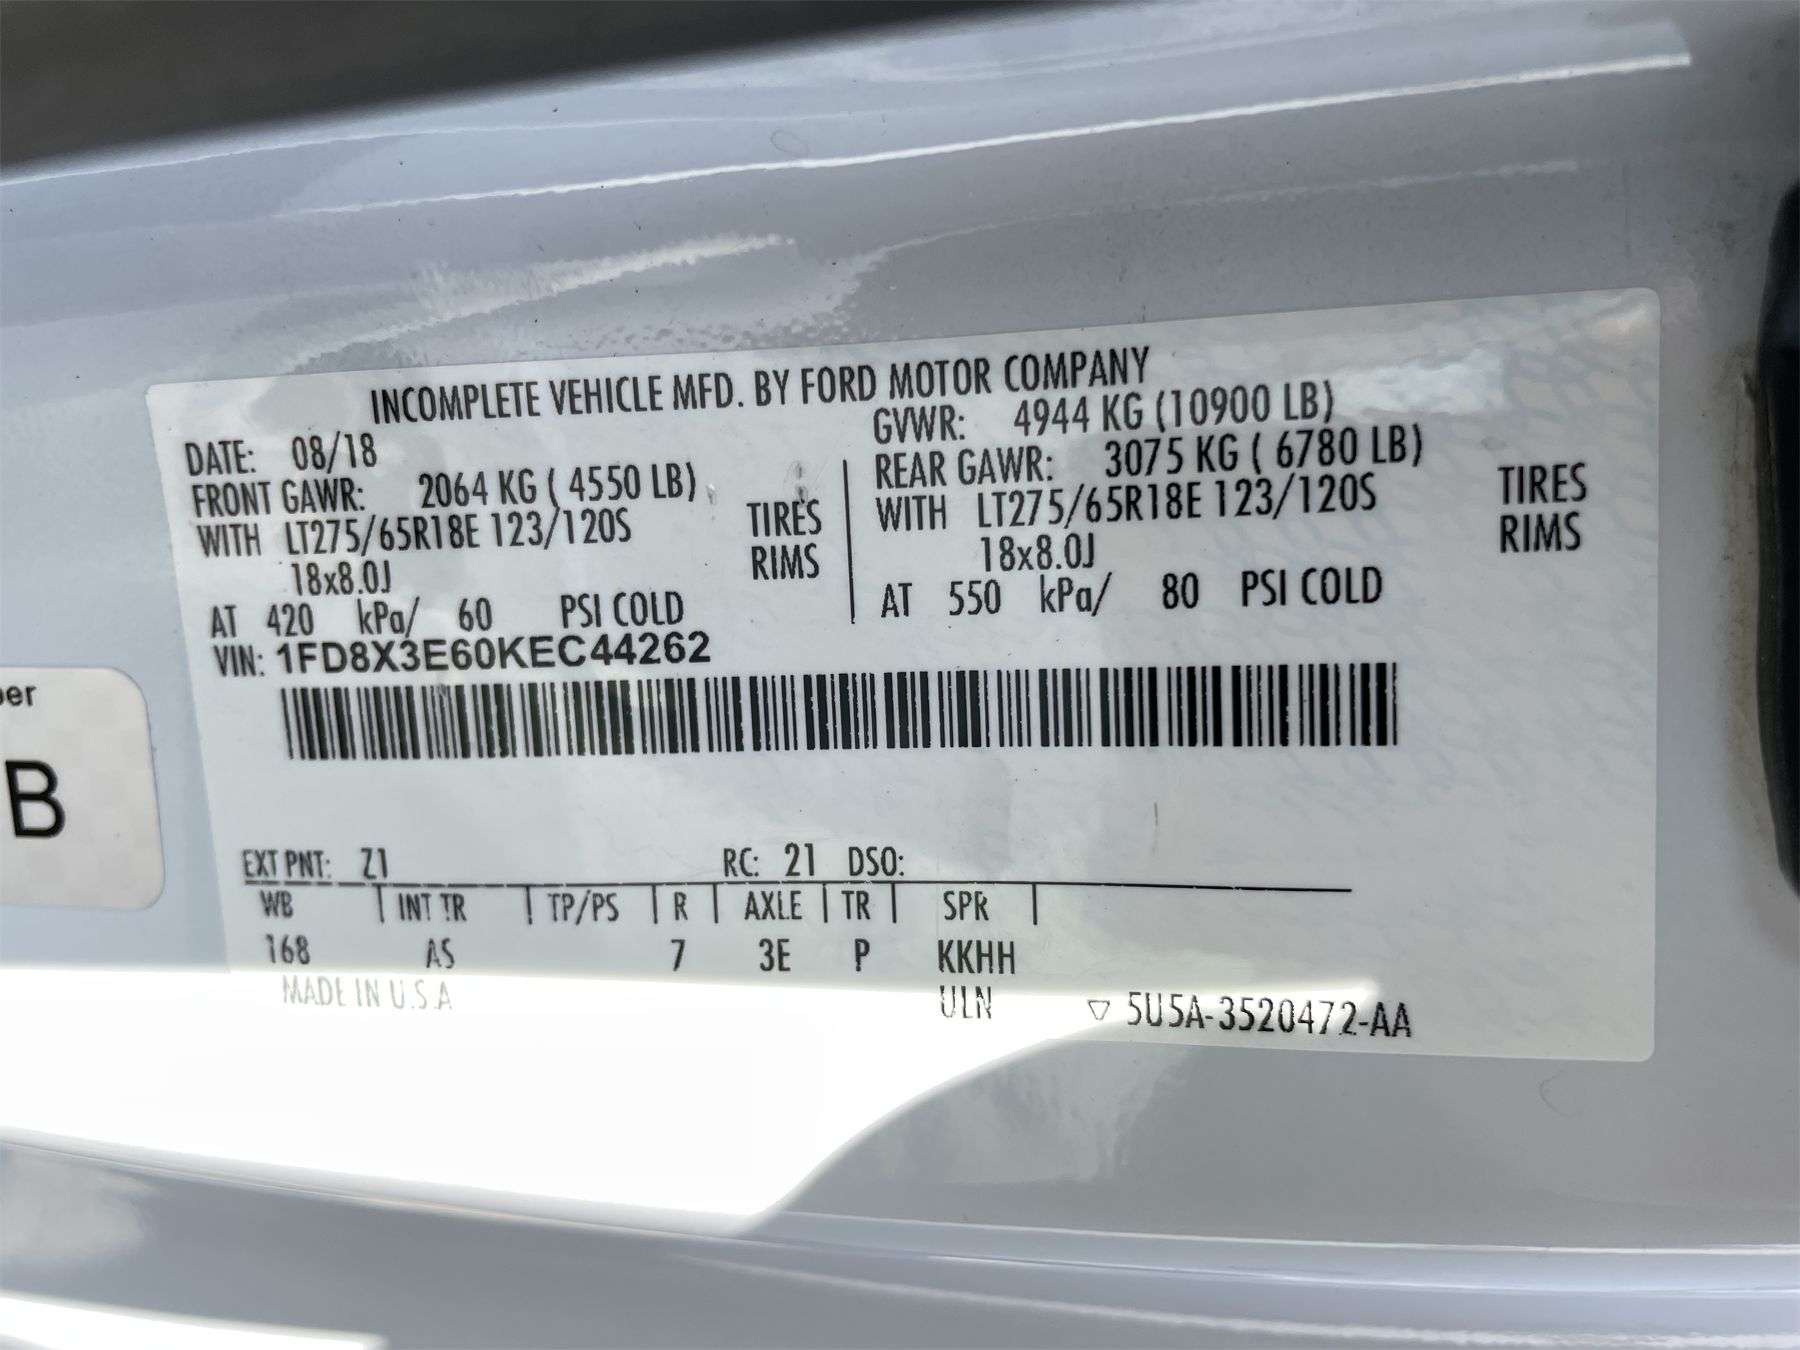 INCOMPLETE VEHICLE MFD. BY FORD MOTOR COMPANY
DATE: 08/18 GVWR: 4944 KG (10900 LB)
FRONT GAWR: 2064 KG ( 4550 LB) REAR GAWR: 3075 KG ( 6780 LB)
WITH LT275/65R18E 123/120S TIRES WITH LT275/65R18E 123/120S TIRES
18x8.0J RIMS 18x8.0J RIMS
AT 420 kPa/ 60 PSI COLD AT 550 kPa/ 80 PSI COLD
VIN: 1FD8X3E60KEC44262
B
EXT PNT: Z1 RC: 21 DSO:
WB INT TR TP/PS R AXLE TR SPR
168 AS 7 3E P KKHH
MADE IN U.S.A ULN ▽ 5U5A-3520472-AA